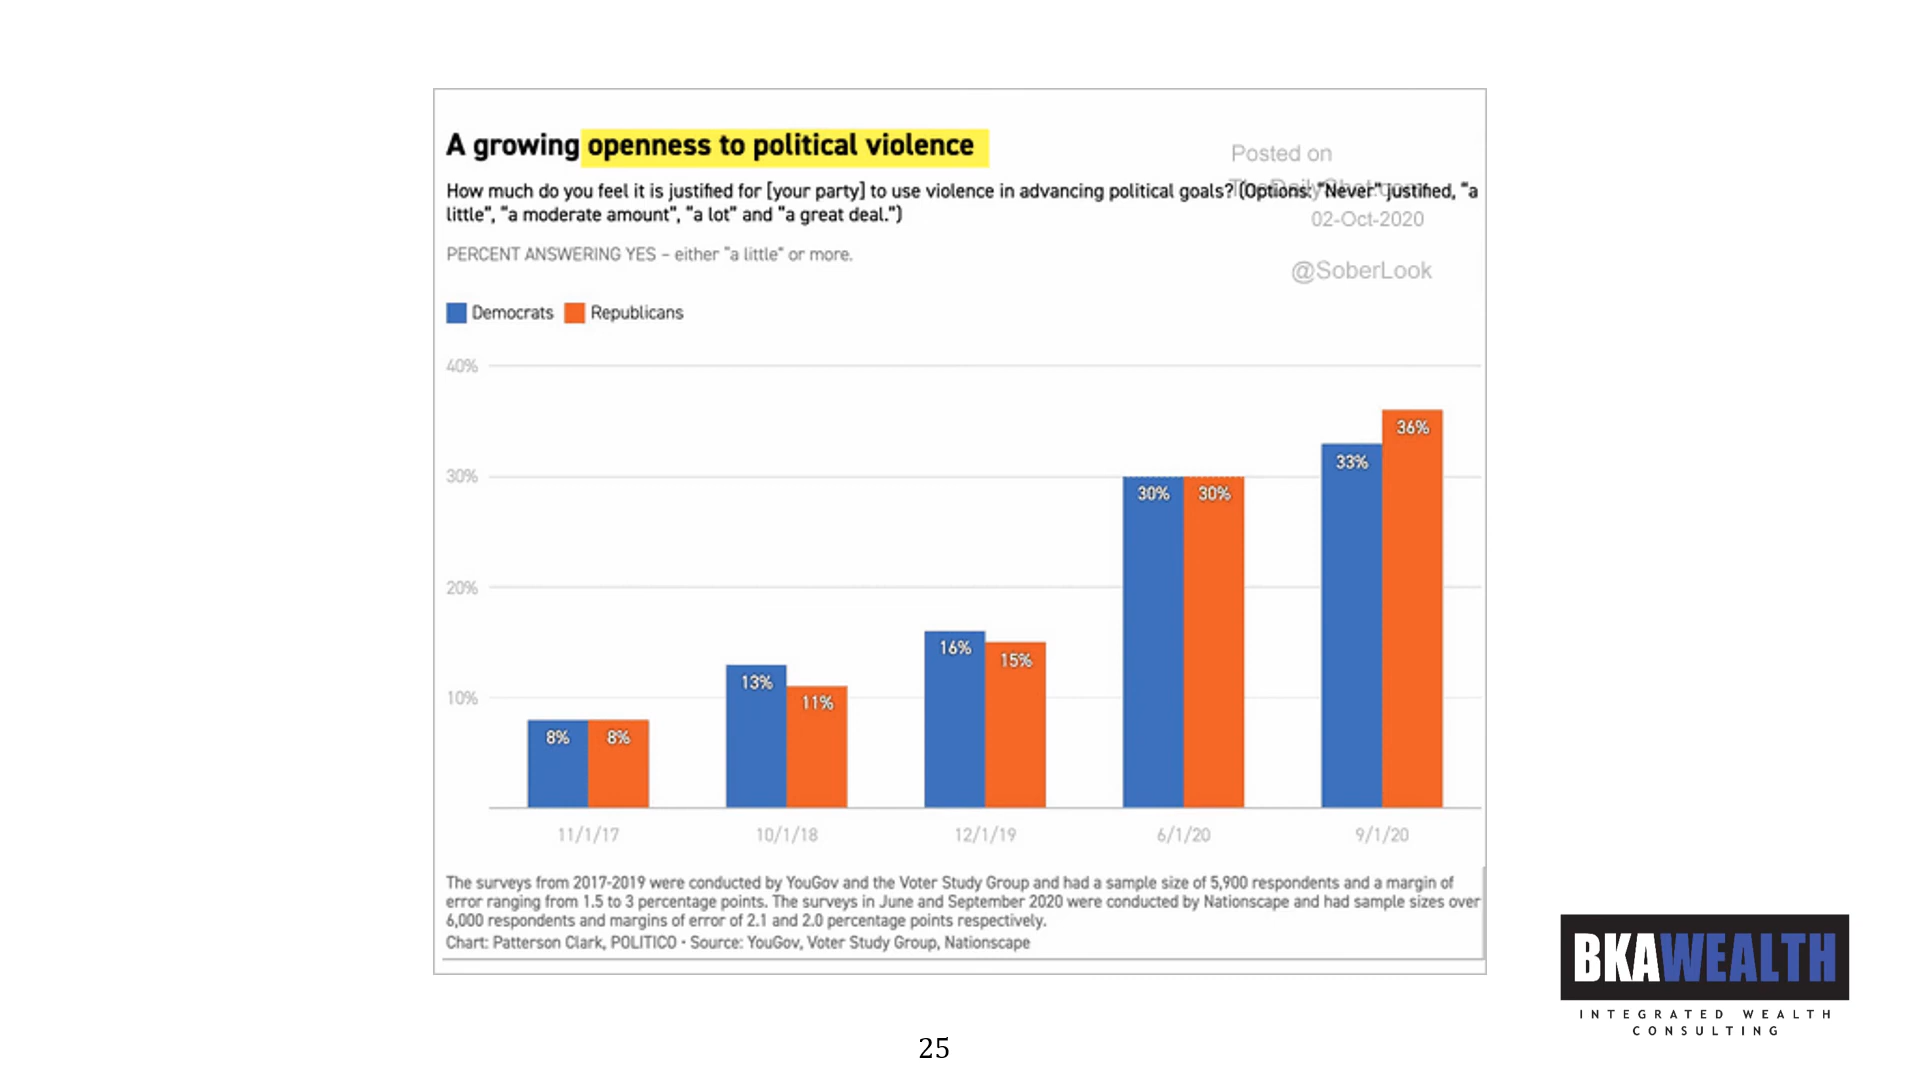 A growing openness to political violence
Posted on
How much do you feel it is justified for [your party] to use violence in advancing political goals? (Options: "Never" justified, "a
little", "a moderate amount", "a lot" and "a great deal.")
02-Oct-2020
PERCENT ANSWERING YES – either "a little" or more.
@SoberLook
Democrats Republicans
40%
30%
20%
10%
8% 8%
13% 11%
16% 15%
30% 30%
33% 36%
11/1/17 10/1/18 12/1/19 6/1/20 9/1/20
The surveys from 2017-2019 were conducted by YouGov and the Voter Study Group and had a sample size of 5,900 respondents and a margin of
error ranging from 1.5 to 3 percentage points. The surveys in June and September 2020 were conducted by Nationscape and had sample sizes over
6,000 respondents and margins of error of 2.1 and 2.0 percentage points respectively.
Chart: Patterson Clark, POLITICO · Source: YouGov, Voter Study Group, Nationscape
BKAWEALTH
INTEGRATED WEALTH
CONSULTING
25